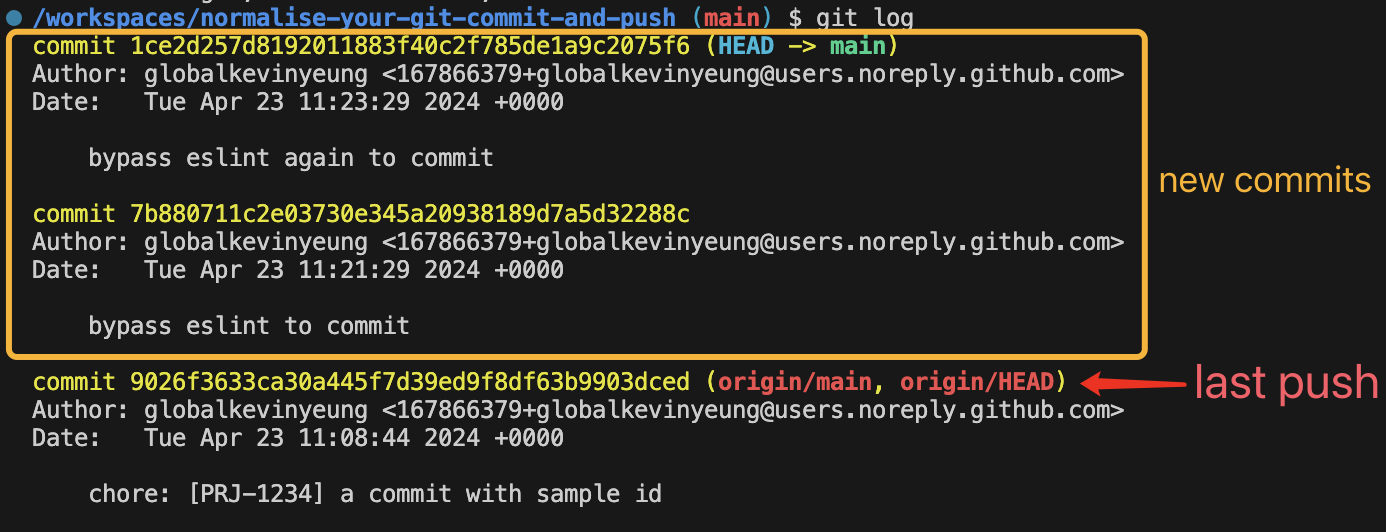 /workspaces/normalise-your-git-commit-and-push (main) $ git log
commit 1ce2d257d8192011883f40c2f785de1a9c2075f6 (HEAD -> main)
Author: globalkevinyeung <167866379+globalkevinyeung@users.noreply.github.com>
Date:   Tue Apr 23 11:23:29 2024 +0000
bypass eslint again to commit
new commits
commit 7b880711c2e03730e345a20938189d7a5d32288c
Author: globalkevinyeung <167866379+globalkevinyeung@users.noreply.github.com>
Date:   Tue Apr 23 11:21:29 2024 +0000
bypass eslint to commit
commit 9026f3633ca30a445f7d39ed9f8df63b9903dced (origin/main, origin/HEAD)
last push
Author: globalkevinyeung <167866379+globalkevinyeung@users.noreply.github.com>
Date:   Tue Apr 23 11:08:44 2024 +0000
chore: [PRJ-1234] a commit with sample id